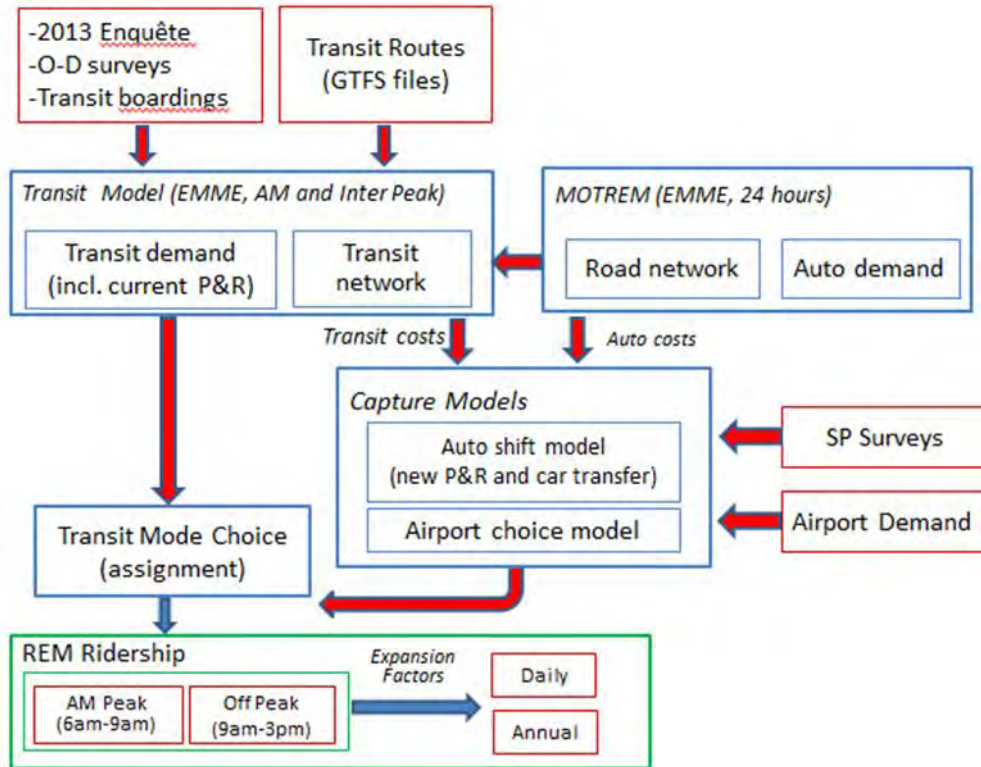 -2013 Enquête
-O-D surveys
-Transit boardings
Transit Routes
(GTFS files)
Transit Model (EMME, AM and Inter Peak)
Transit demand
(incl. current P&R)
Transit
network
MOTREM (EMME, 24 hours)
Road network
Auto demand
Transit costs
Auto costs
Capture Models
Auto shift model
(new P&R and car transfer)
Airport choice model
SP Surveys
Airport Demand
Transit Mode Choice
(assignment)
REM Ridership
AM Peak
(6am-9am)
Off Peak
(9am-3pm)
Expansion
Factors
Daily
Annual